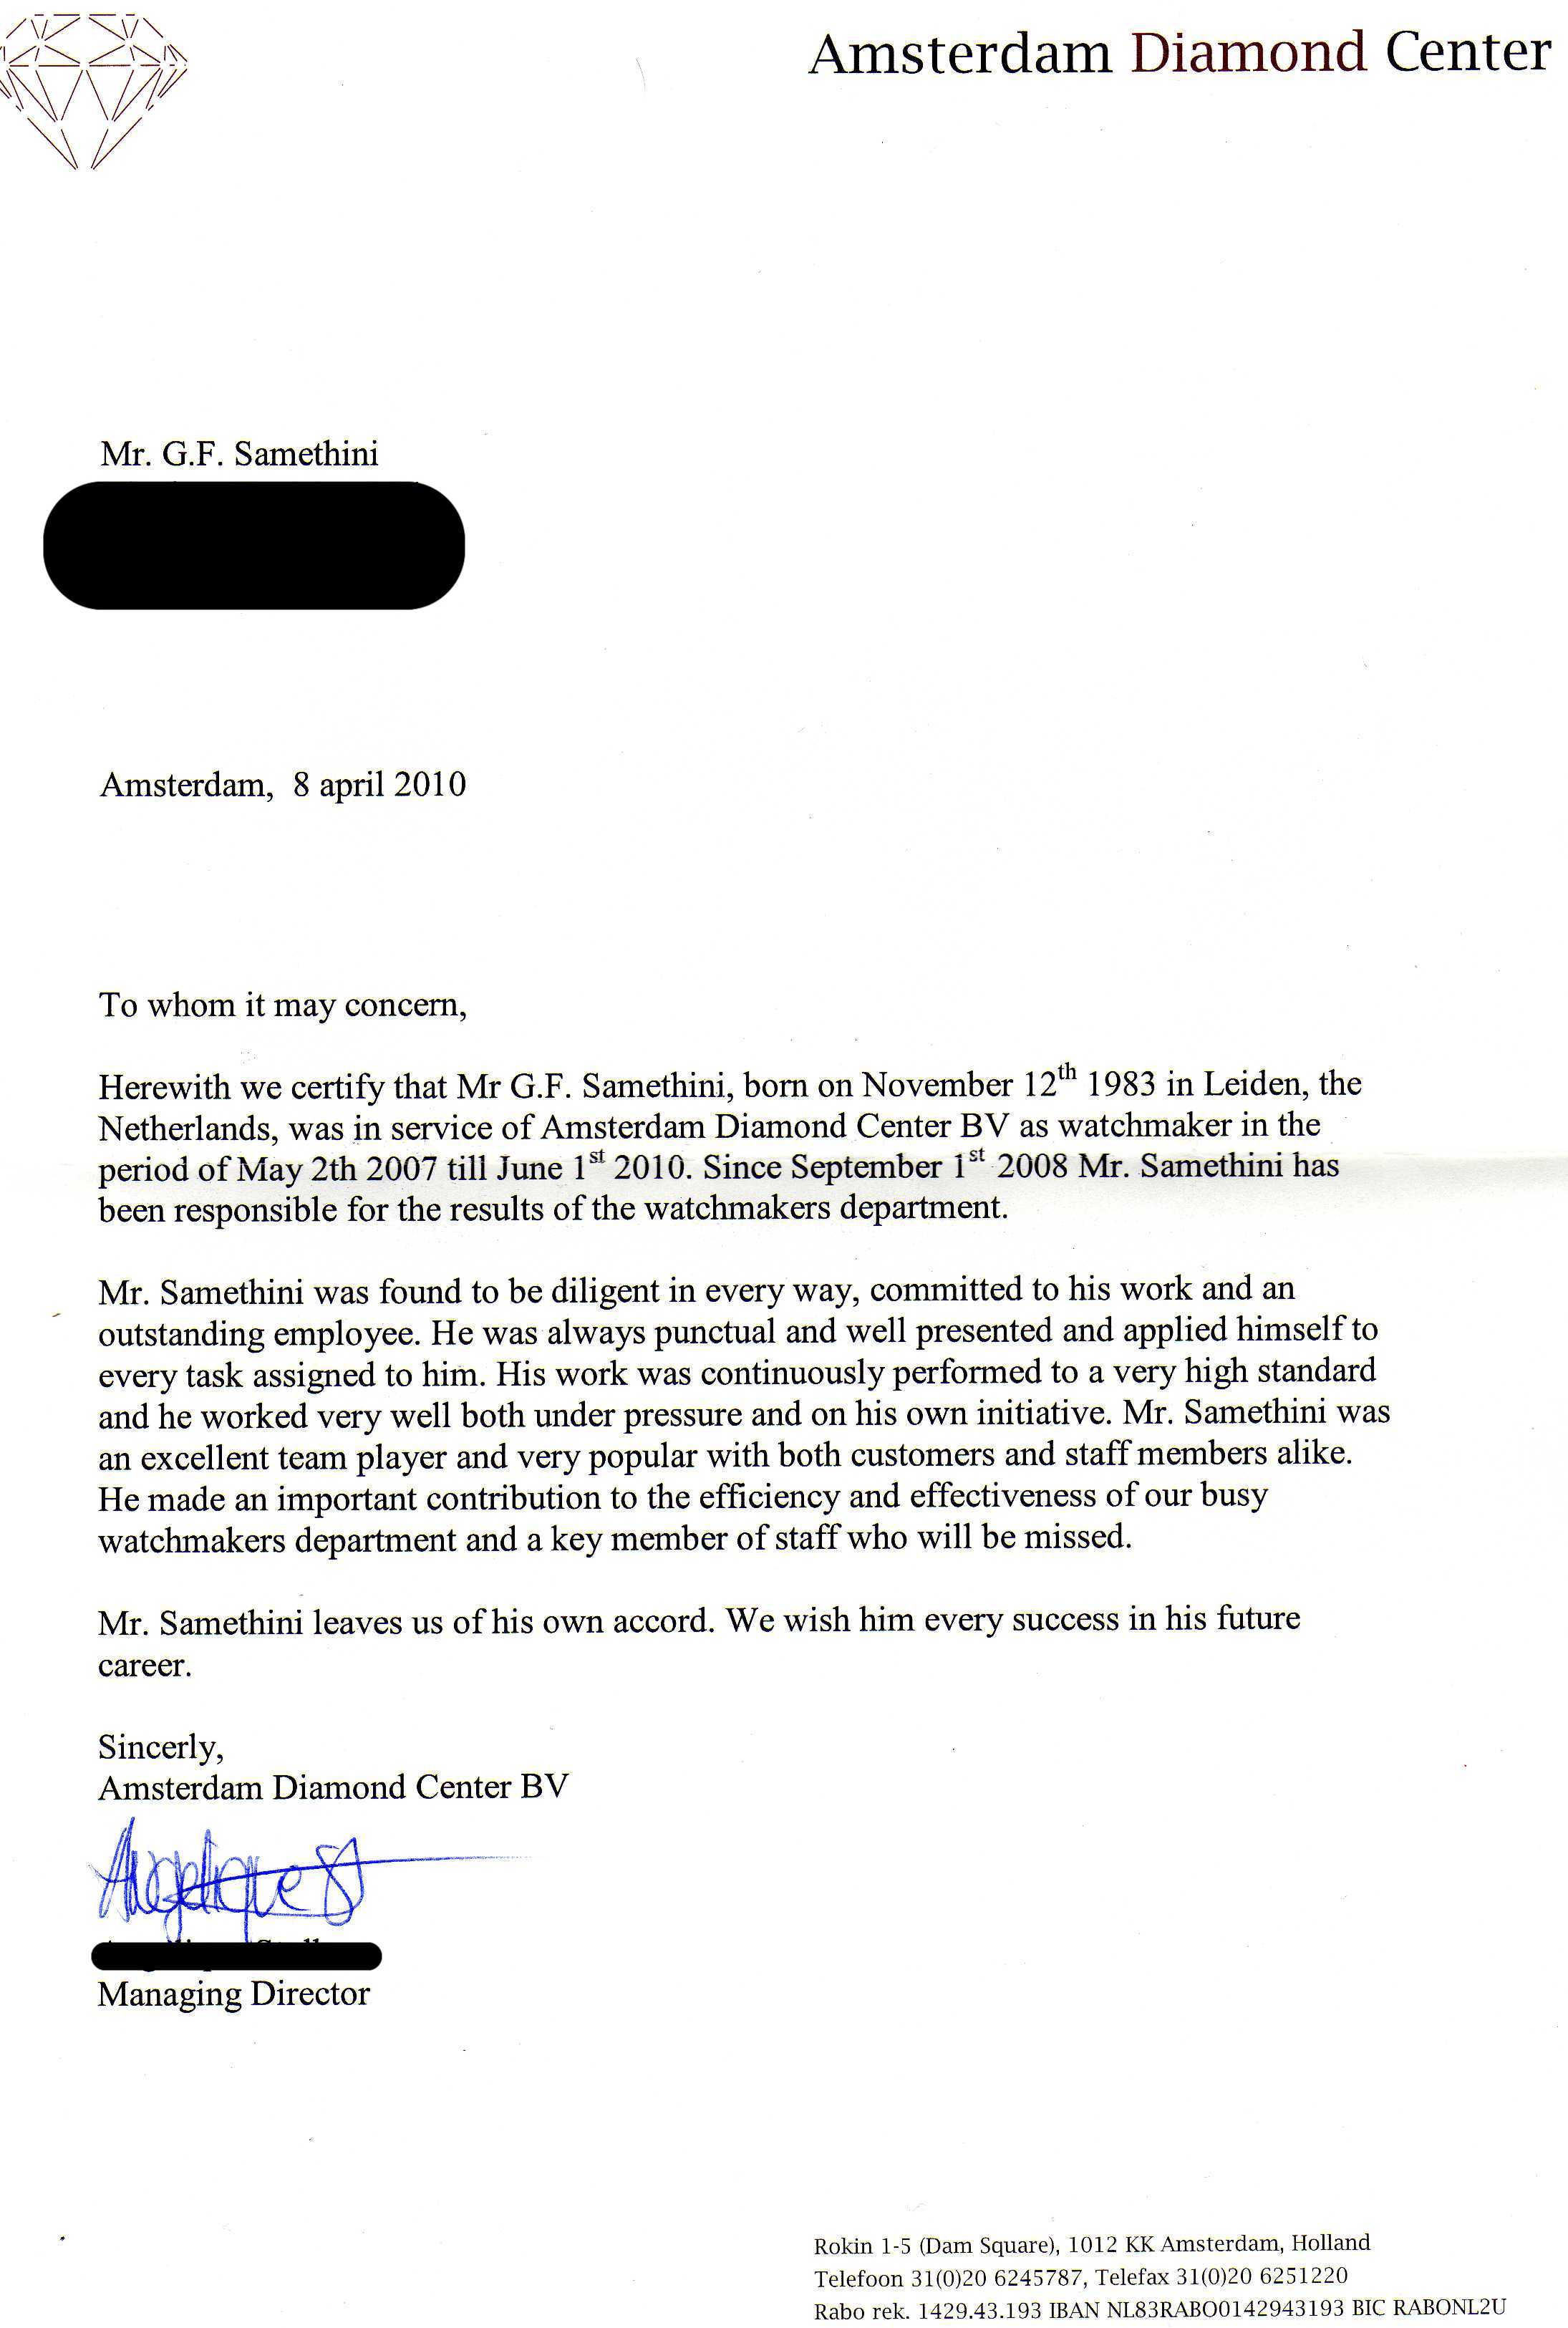 Amsterdam Diamond Center
Mr. G.F. Samethini
Amsterdam, 8 april 2010
To whom it may concern,
Herewith we certify that Mr G.F. Samethini, born on November 12th 1983 in Leiden, the
Netherlands, was in service of Amsterdam Diamond Center BV as watchmaker in the
period of May 2th 2007 till June 1st 2010. Since September 1st 2008 Mr. Samethini has
been responsible for the results of the watchmakers department.
Mr. Samethini was found to be diligent in every way, committed to his work and an
outstanding employee. He was always punctual and well presented and applied himself to
every task assigned to him. His work was continuously performed to a very high standard
and he worked very well both under pressure and on his own initiative. Mr. Samethini was
an excellent team player and very popular with both customers and staff members alike.
He made an important contribution to the efficiency and effectiveness of our busy
watchmakers department and a key member of staff who will be missed.
Mr. Samethini leaves us of his own accord. We wish him every success in his future
career.
Sincerly,
Amsterdam Diamond Center BV
Managing Director
Rokin 1-5 (Dam Square), 1012 KK Amsterdam, Holland
Telefoon 31(0)20 6245787, Telefax 31(0)20 6251220
Rabo rek. 1429.43.193 IBAN NL83RABO0142943193 BIC RABONL2U